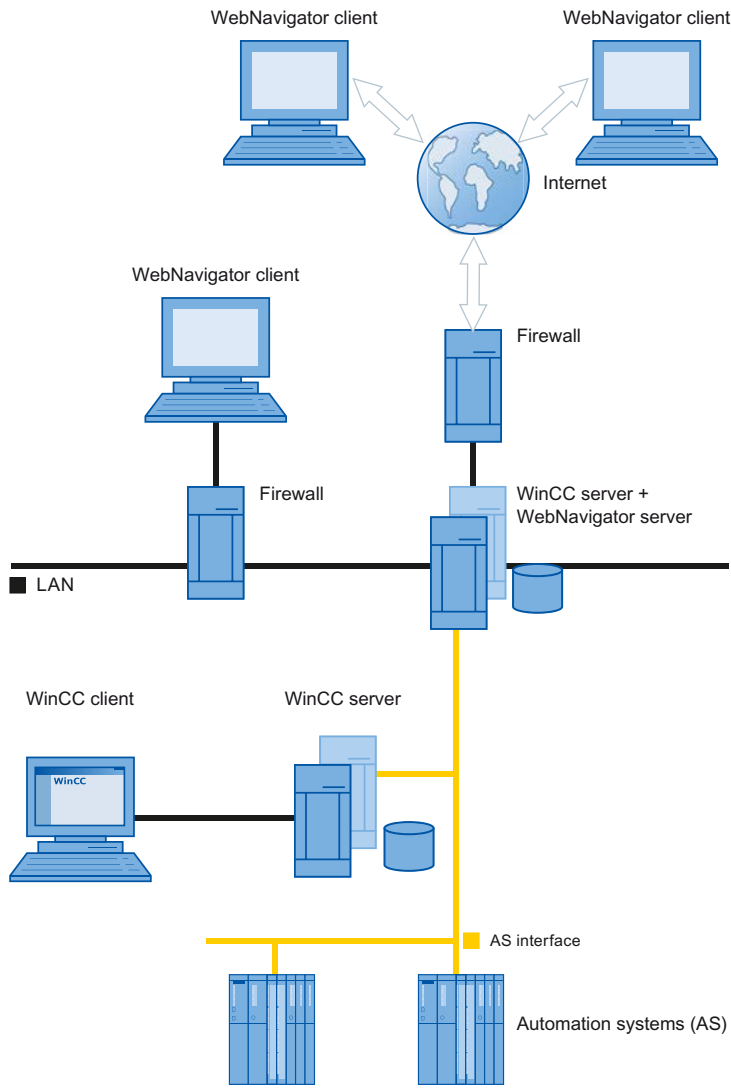 WebNavigator client
WebNavigator client
Internet
WebNavigator client
Firewall
Firewall
WinCC server +
WebNavigator server
LAN
WinCC client
WinCC server
WinCC
AS interface
Automation systems (AS)